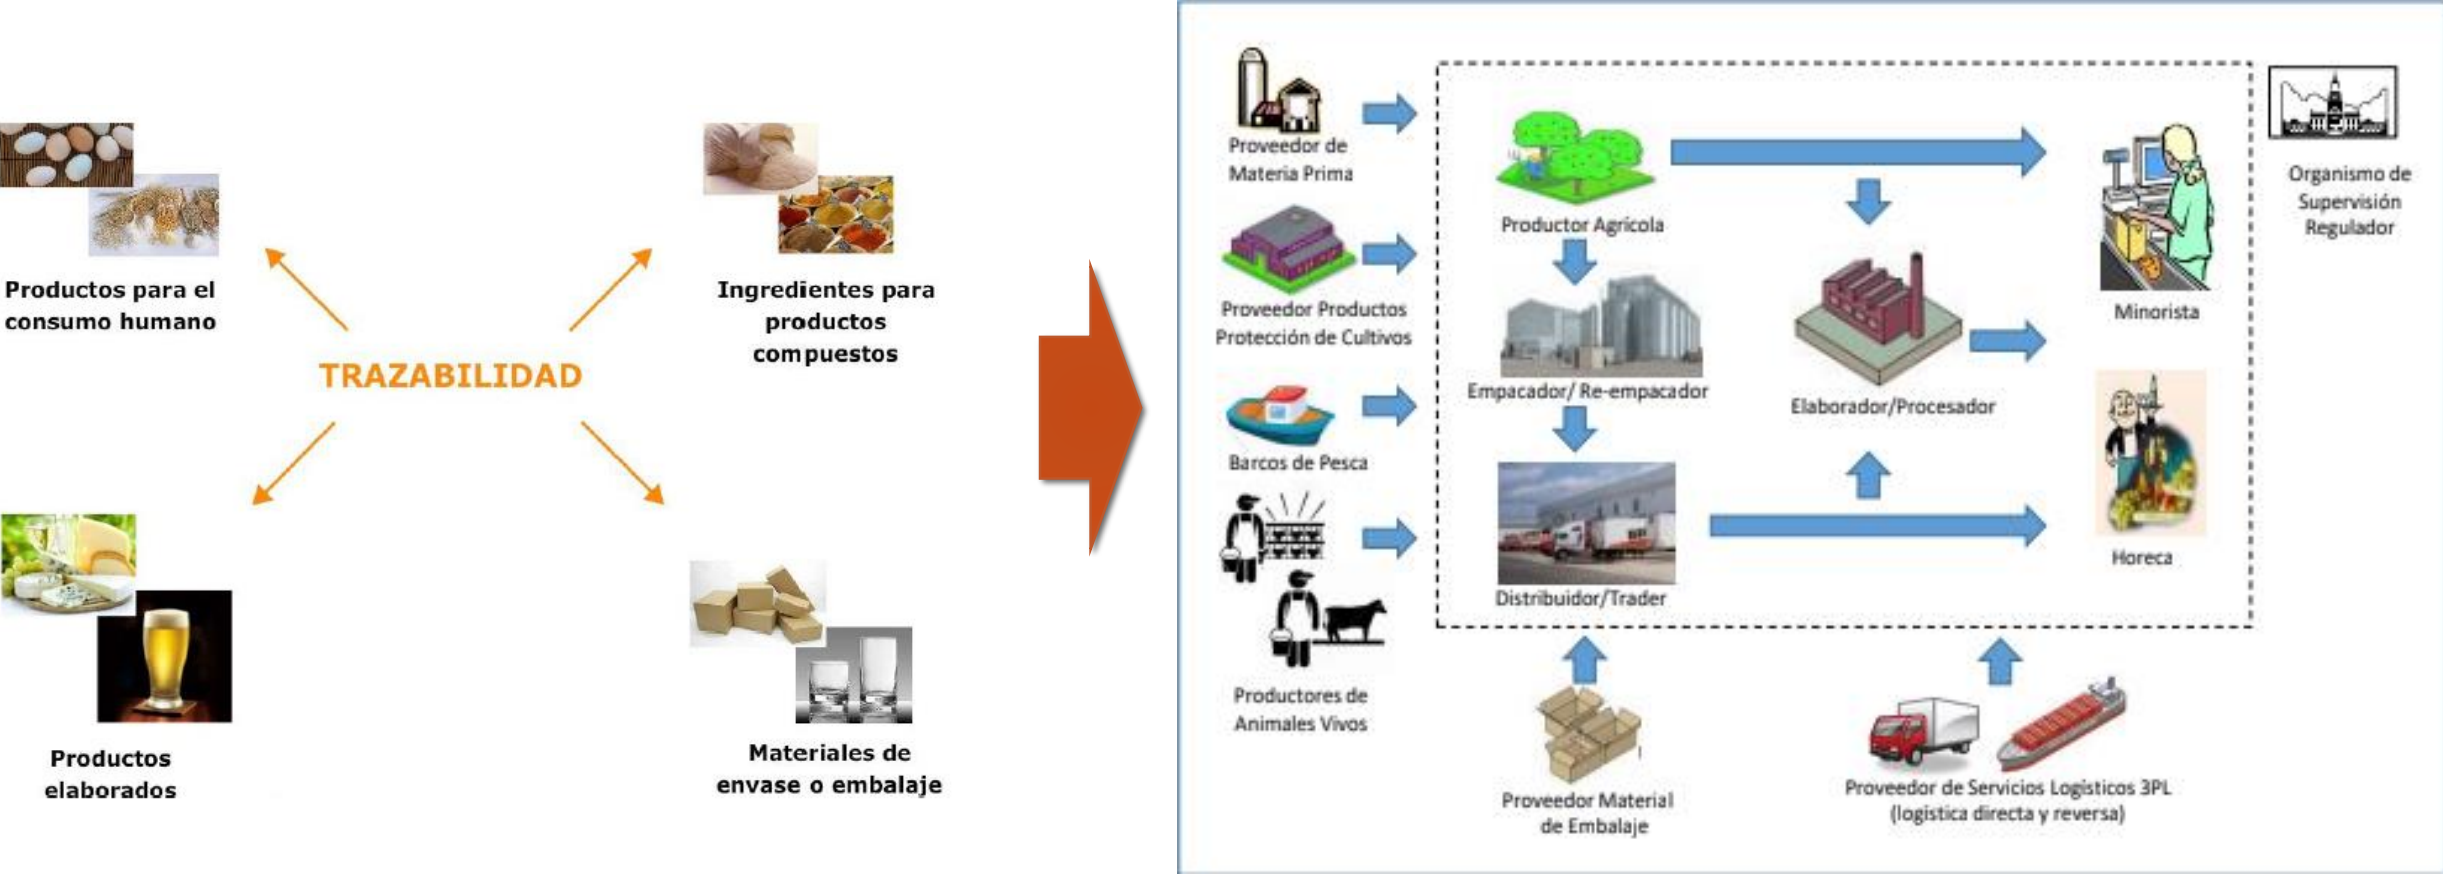 Productos para el
consumo humano
Ingredientes para
productos
compuestos
TRAZABILIDAD
Productos
elaborados
Materiales de
envase o embalaje
Proveedor de
Materia Prima
Proveedor Productos
Protección de Cultivos
Barcos de Pesca
Productores de
Animales Vivos
Productor Agrícola
Empacador/ Re-empacador
Distribuidor/Trader
Elaborador/Procesador
Minorista
Horeca
Organismo de
Supervisión
Regulador
Proveedor Material
de Embalaje
Proveedor de Servicios Logísticos 3PL
(logística directa y reversa)